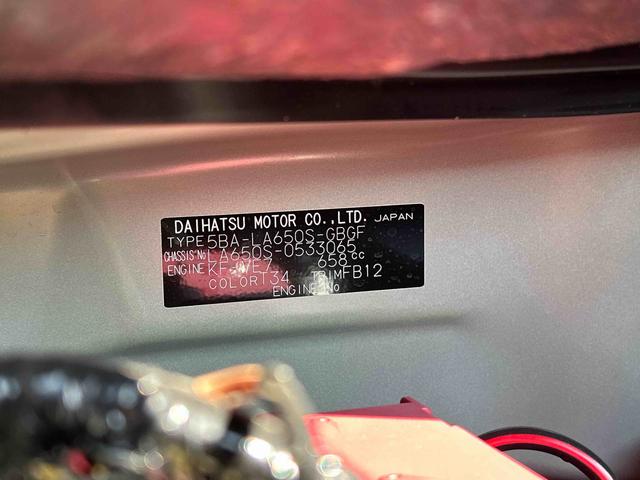 DAIHATSU MOTOR CO.,LTD. JAPAN
TYPE 5BA-LA650S-GBGF
CHASSIS No LA650S-0533065
ENGINE KF-VE7 658cc
COLOR T34 TRIM FB12
ENGINE No